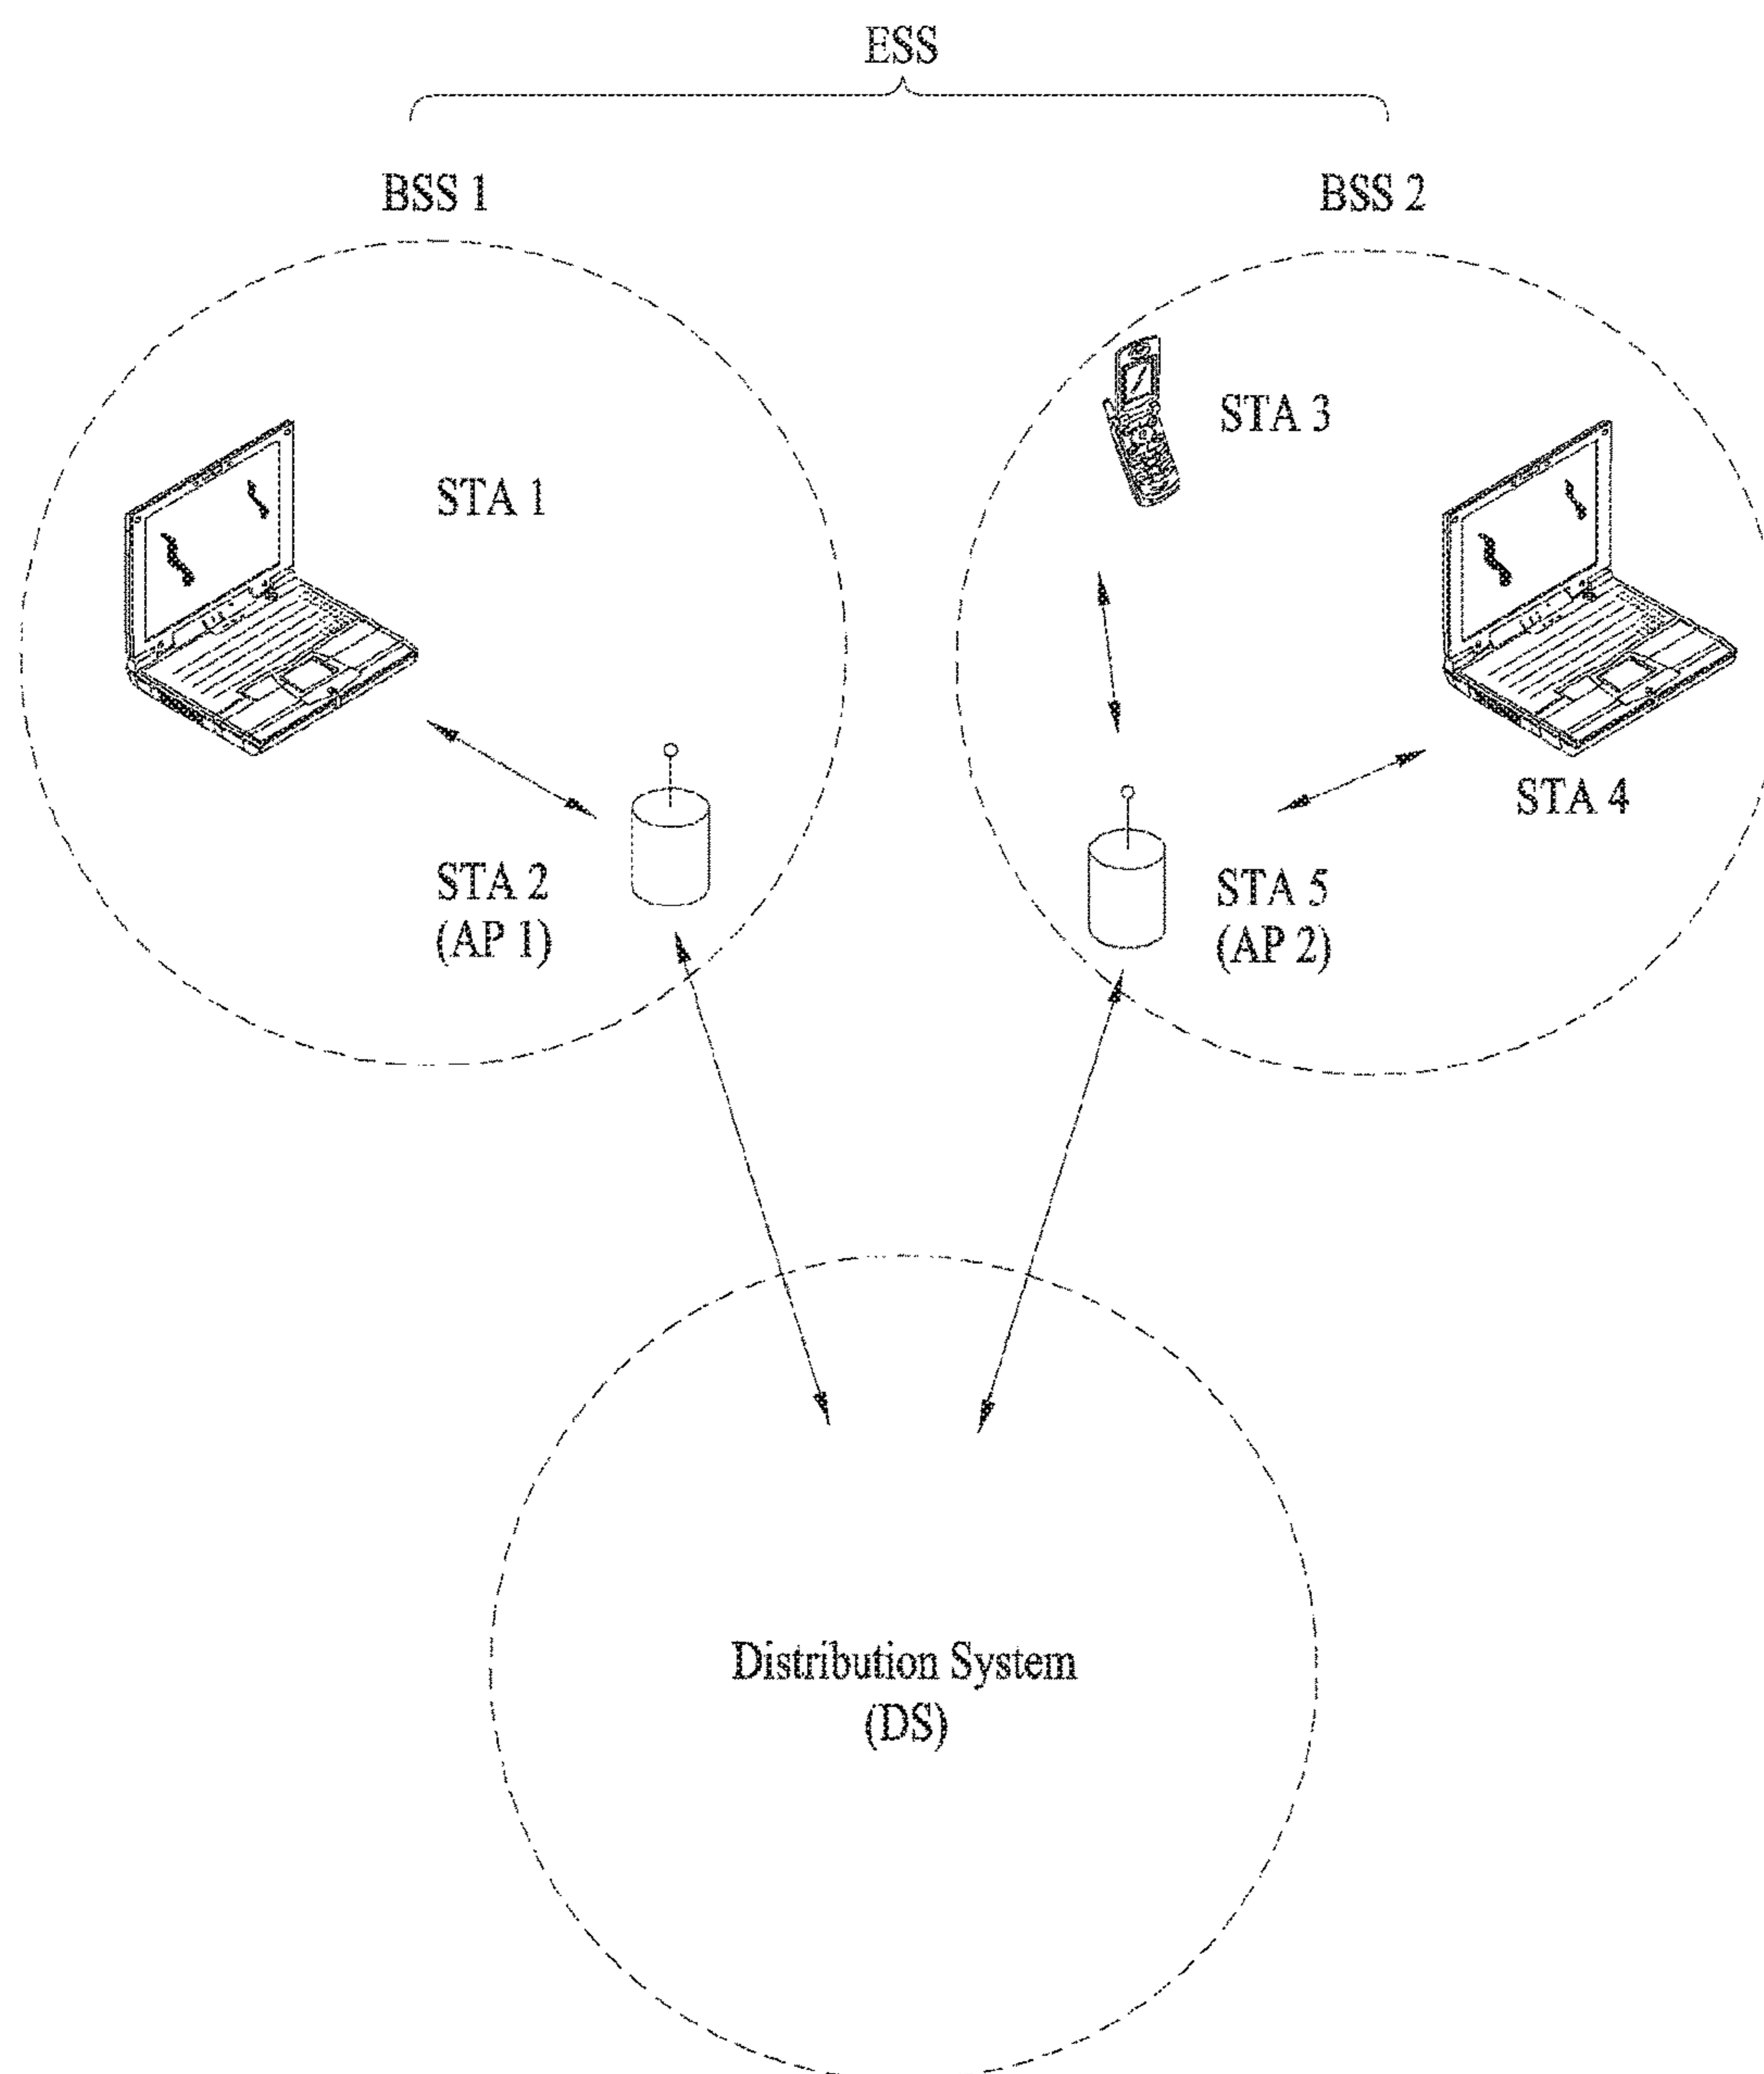 ESS
BSS 1
BSS 2
STA 3
STA 1
STA 4
STA 2
(AP 1)
STA 5
(AP 2)
Distribution System
(DS)